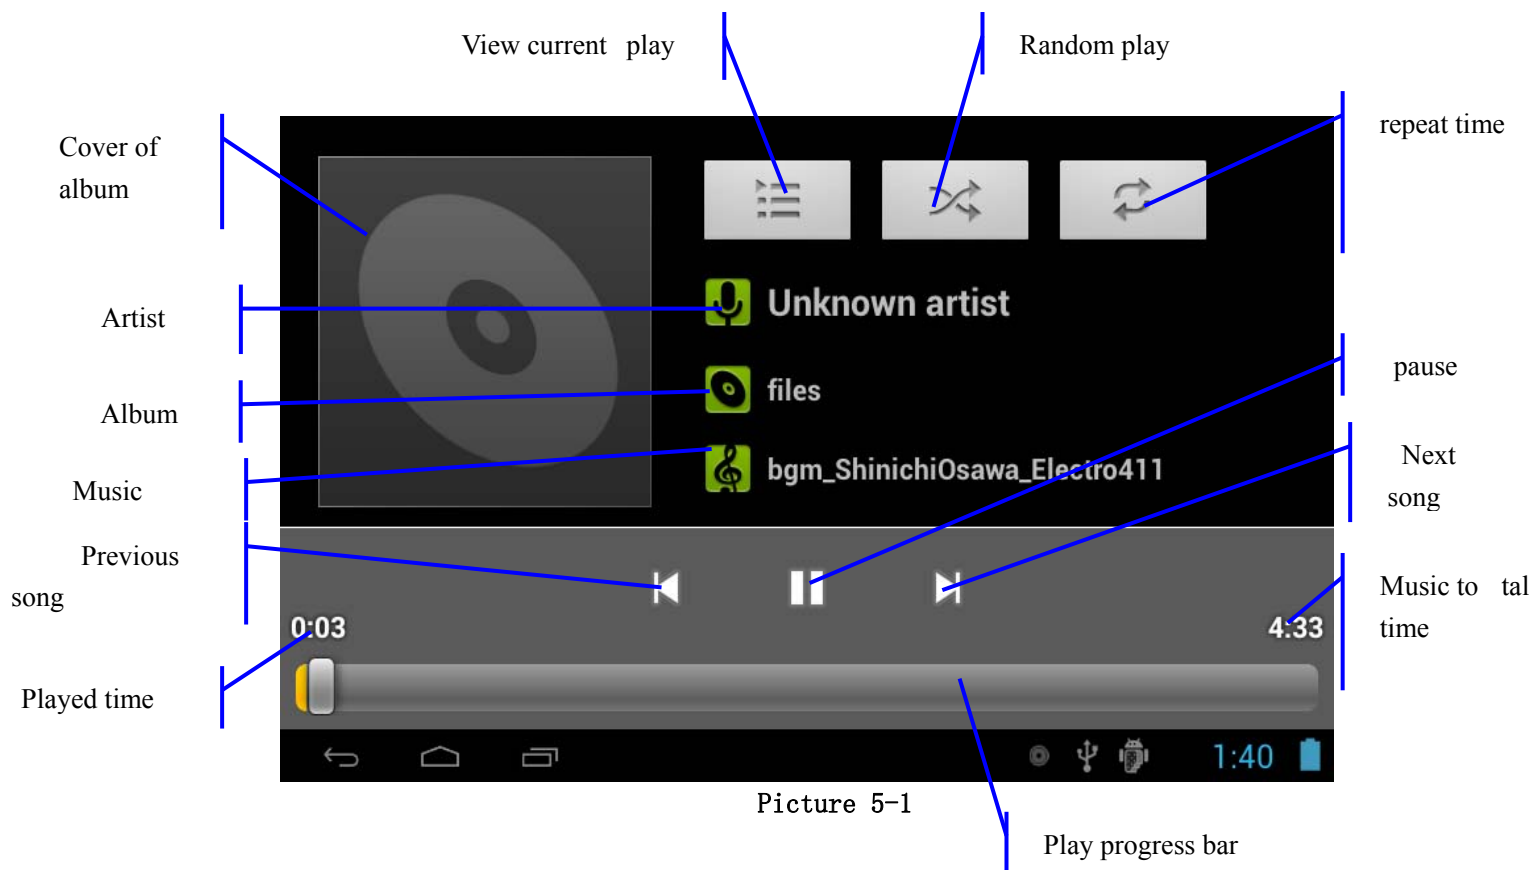 View current play
Random play
repeat time
Cover of
album
Artist
Unknown artist
pause
Album
files
Music
bgm_ShinichiOsawa_Electro411
Next
song
Previous
song
Music to tal
time
0:03
4:33
Played time
1:40
Picture 5-1
Play progress bar